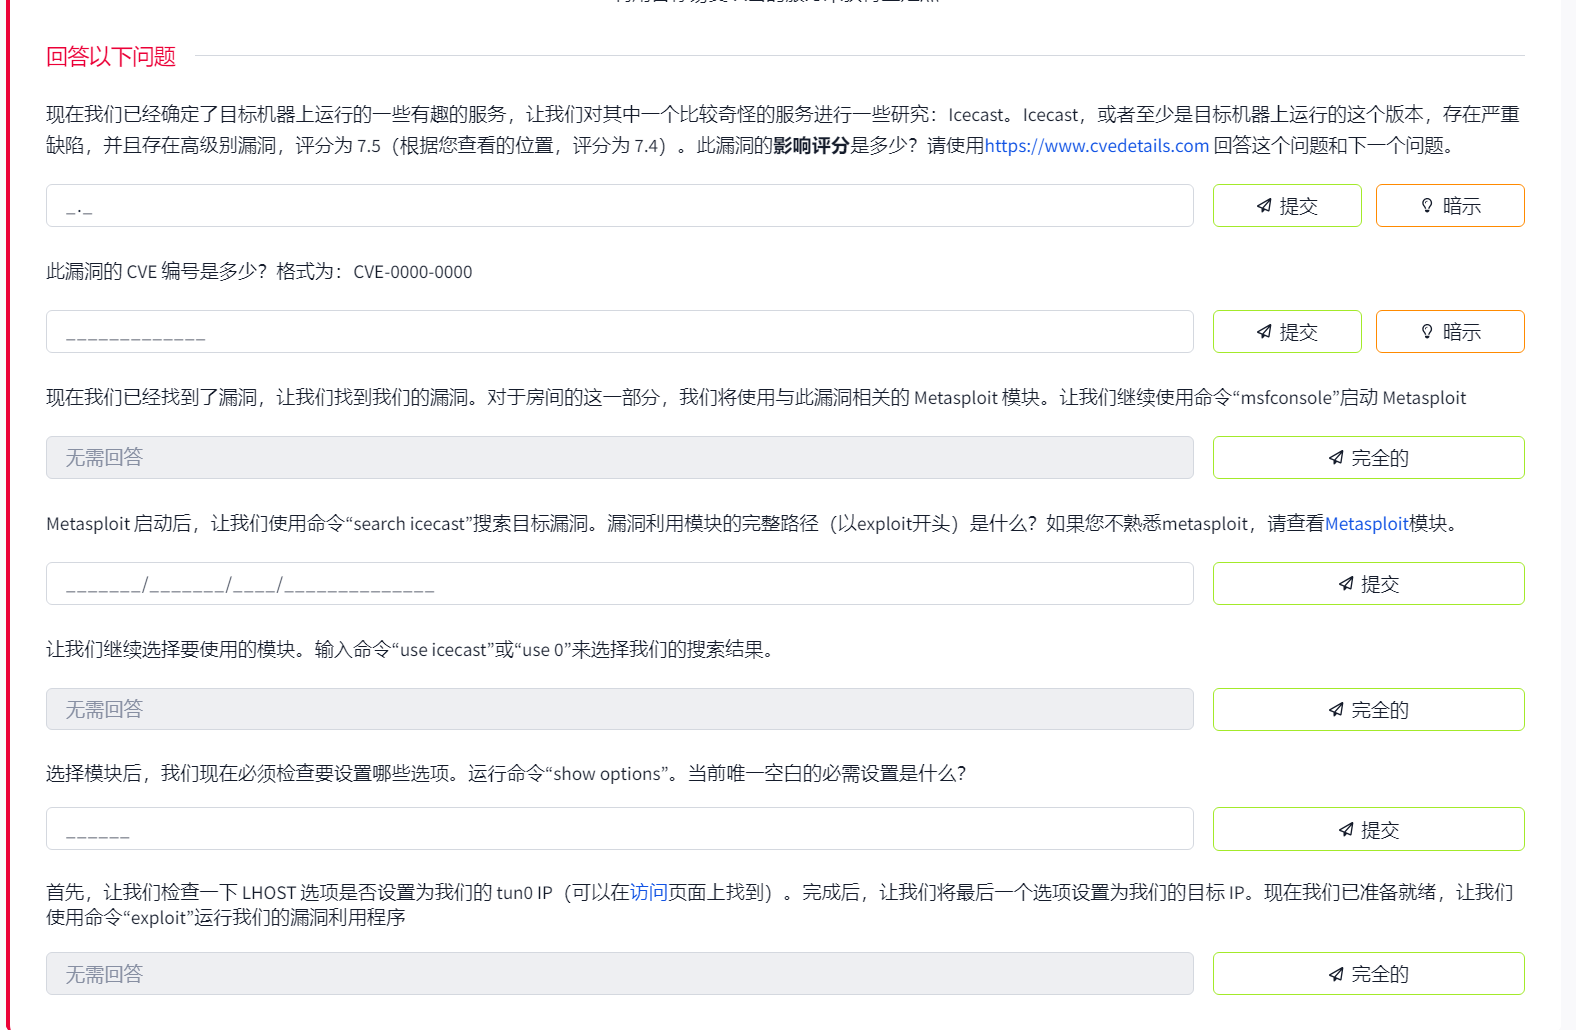 回答以下问题
现在我们已经确定了目标机器上运行的一些有趣的服务，让我们对其中一个比较奇怪的服务进行一些研究：Icecast。Icecast，或者至少是目标机器上运行的这个版本，存在严重
缺陷，并且存在高级别漏洞，评分为 7.5（根据您查看的位置，评分为 7.4）。此漏洞的影响评分是多少？请使用https://www.cvedetails.com 回答这个问题和下一个问题。
_._
提交
暗示
此漏洞的 CVE 编号是多少？格式为：CVE-0000-0000
_____________
提交
暗示
现在我们已经找到了漏洞，让我们找到我们的漏洞。对于房间的这一部分，我们将使用与此漏洞相关的 Metasploit 模块。让我们继续使用命令“msfconsole”启动 Metasploit
无需回答
完全的
Metasploit 启动后，让我们使用命令“search icecast”搜索目标漏洞。漏洞利用模块的完整路径（以exploit开头）是什么？如果您不熟悉metasploit，请查看Metasploit模块。
_______/_______/____/______________
提交
让我们继续选择要使用的模块。输入命令“use icecast”或“use 0”来选择我们的搜索结果。
无需回答
完全的
选择模块后，我们现在必须检查要设置哪些选项。运行命令“show options”。当前唯一空白的必需设置是什么？
______
提交
首先，让我们检查一下 LHOST 选项是否设置为我们的 tun0 IP（可以在访问页面上找到）。完成后，让我们将最后一个选项设置为我们的目标 IP。现在我们已准备就绪，让我们
使用命令“exploit”运行我们的漏洞利用程序
无需回答
完全的